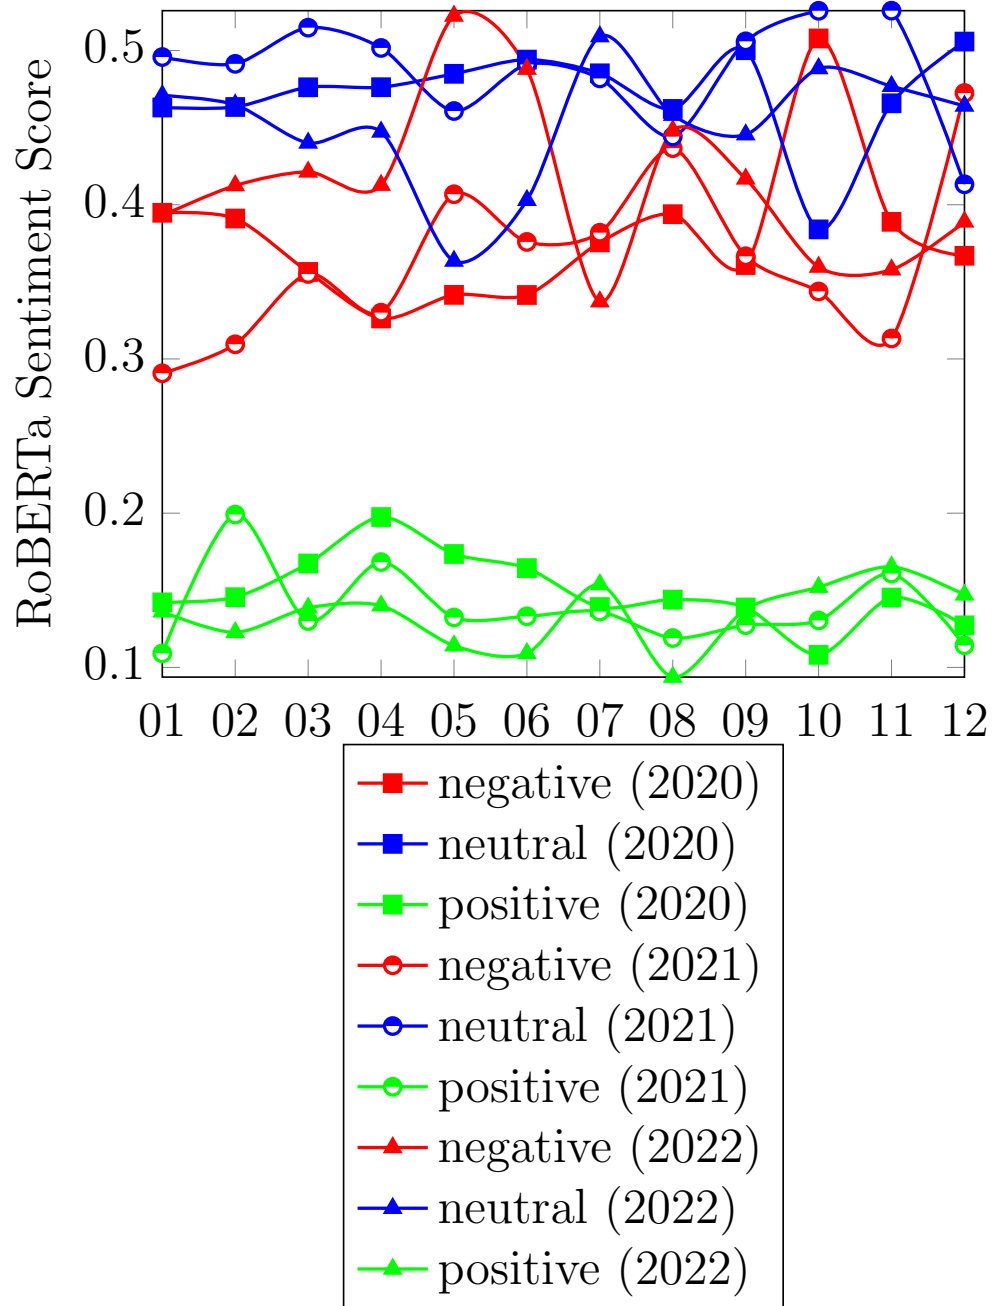 RoBERTa Sentiment Score
0.5
0.4
0.3
0.2
0.1
01 02 03 04 05 06 07 08 09 10 11 12
negative (2020)
neutral (2020)
positive (2020)
negative (2021)
neutral (2021)
positive (2021)
negative (2022)
neutral (2022)
positive (2022)